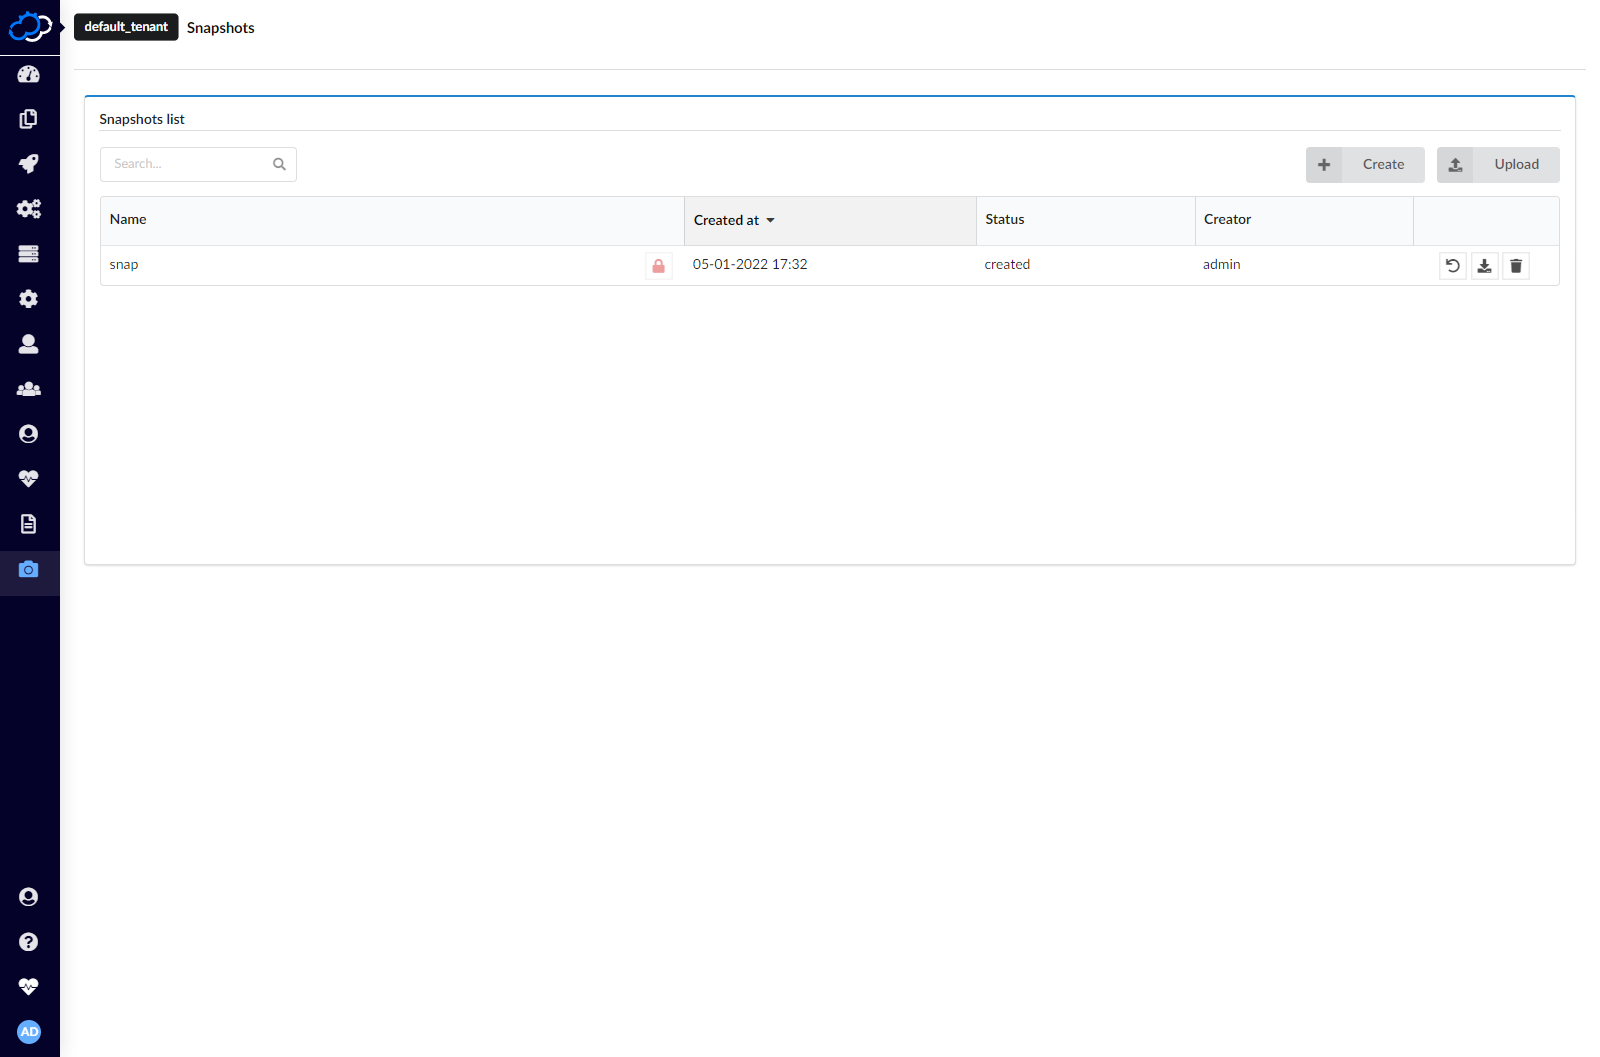 default_tenant Snapshots
Snapshots list
Search...
Create
Upload
Name Created at Status Creator
snap 05-01-2022 17:32 created admin
AD